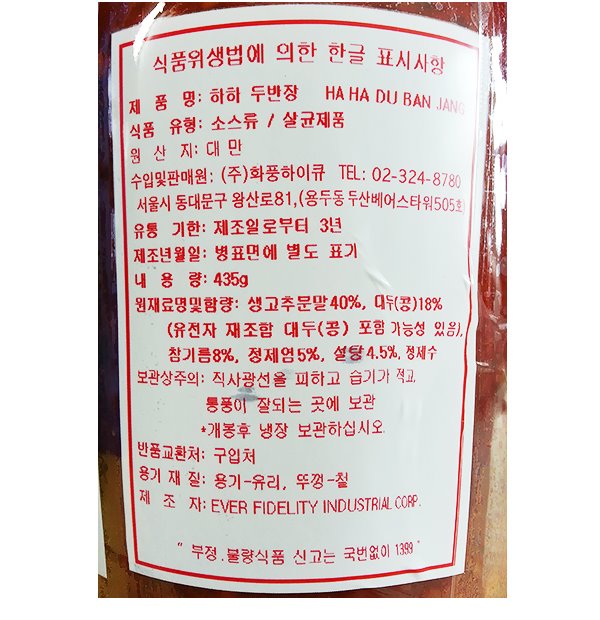 식품위생법에 의한 한글 표시사항
제 품 명: 하하 두반장 HA HA DU BAN JANG
식품 유형: 소스류 / 살균제품
원 산 지: 대 만
수입및판매원: (주)화풍하이큐 TEL: 02-324-8780
서울시 동대문구 왕산로81,(용두동두산베어스타워505호)
유통 기한: 제조일로부터 3년
제조년월일: 병표면에 별도 표기
내 용 량: 435g
원재료명및함량: 생고추문말40%, 대두(콩)18%
(유전자 재조합 대두(콩) 포함 가능성 있음),
참기름8%, 정제염5%, 설탕4.5%, 정제수
보관상주의: 직사광선을 피하고 습기가 적고,
통풍이 잘되는 곳에 보관
*개봉후 냉장 보관하십시오.
반품교환처: 구입처
용기 재질: 용기-유리, 뚜껑-철
제 조 자: EVER FIDELITY INDUSTRIAL CORP.
" 부정.불량식품 신고는 국번없이 1399 "